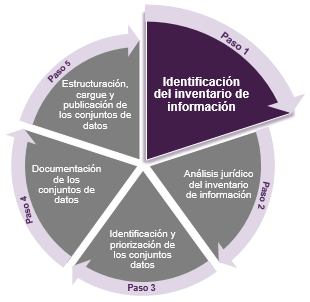 Paso 1
Identificación
del inventario de
información
Paso 2
Análisis jurídico
del inventario
de información
Paso 3
Identificación y
priorización de
los conjuntos
datos
Paso 4
Documentación
de los
conjuntos de
datos
Paso 5
Estructuración,
cargue y
publicación de
los conjuntos de
datos